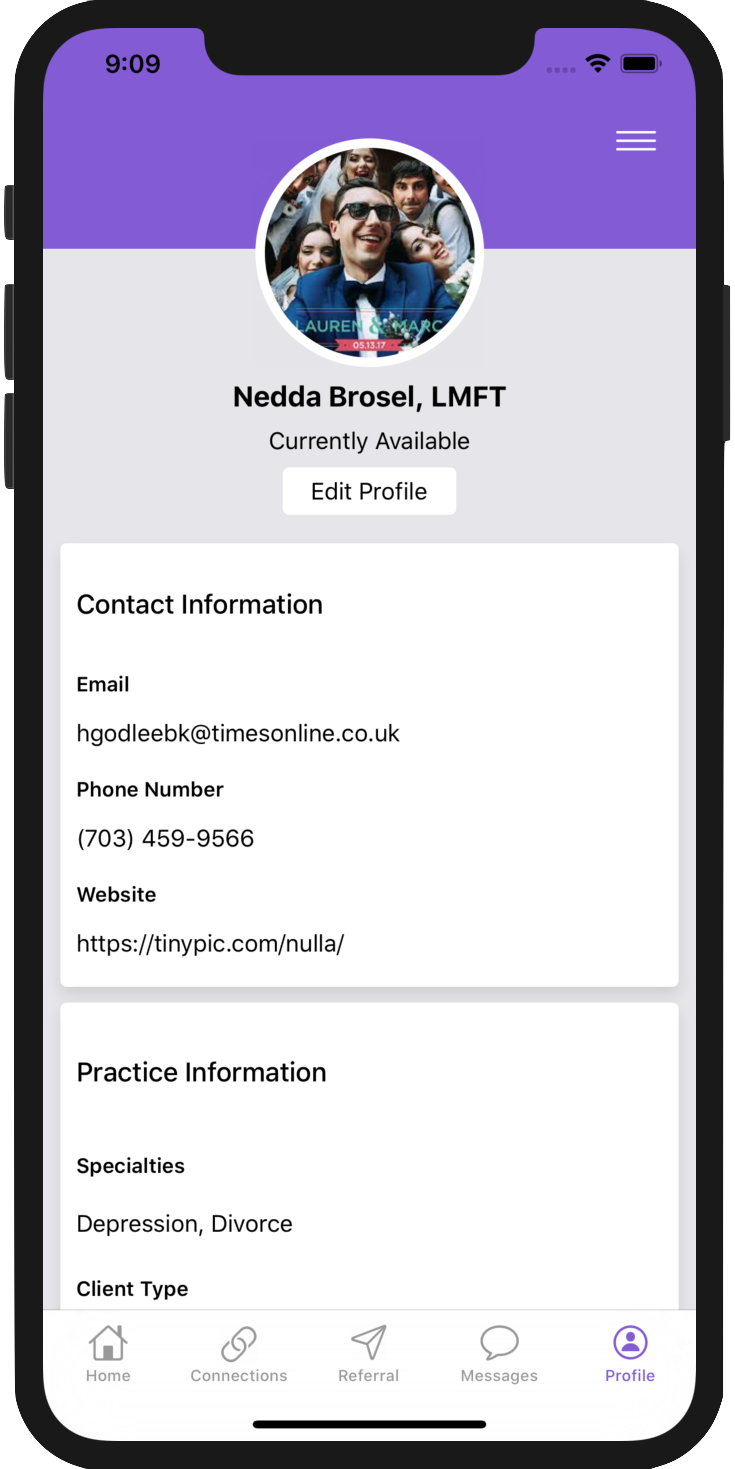 9:09
LAUREN & MARC
05.13.17
Nedda Brosel, LMFT
Currently Available
Edit Profile
Contact Information
Email
hgodleebk@timesonline.co.uk
Phone Number
(703) 459-9566
Website
https://tinypic.com/nulla/
Practice Information
Specialties
Depression, Divorce
Client Type
Home
Connections
Referral
Messages
Profile